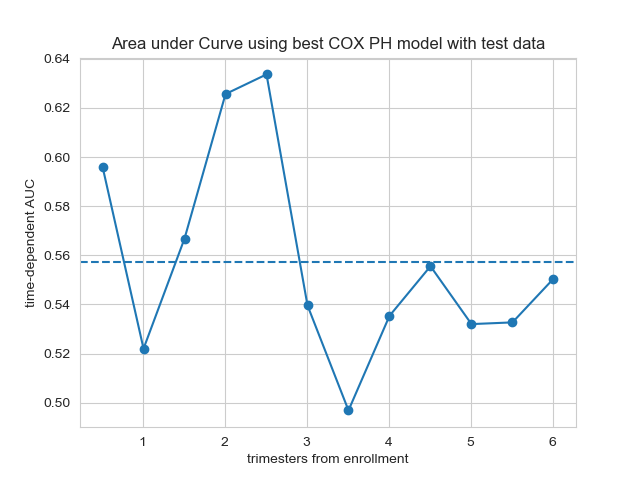 Area under Curve using best COX PH model with test data
time-dependent AUC
0.64
0.62
0.60
0.58
0.56
0.54
0.52
0.50
1 2 3 4 5 6
trimesters from enrollment